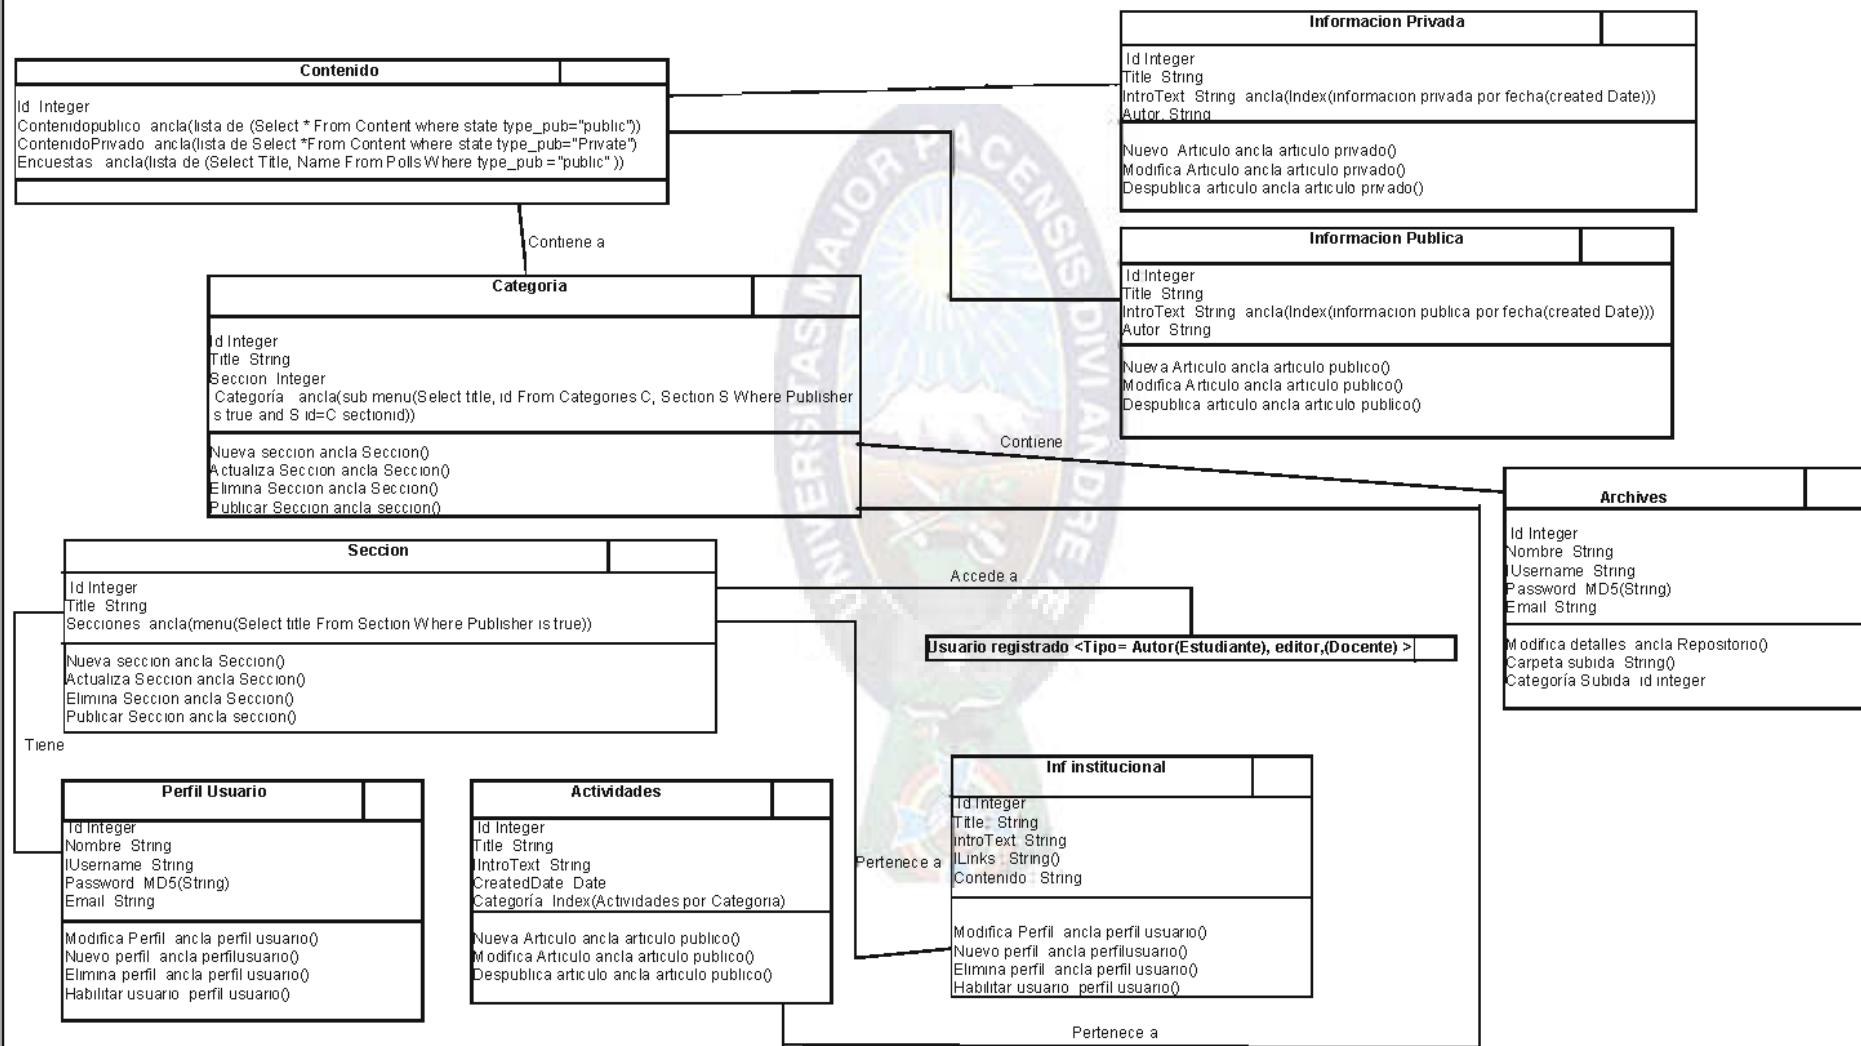 Contenido
Id Integer
Contenidopublico ancla(lista de (Select * From Content where state type_pub="public"))
ContenidoPrivado ancla(lista de Select *From Content where state type_pub="Private")
Encuestas ancla(lista de (Select Title, Name From Polls Where type_pub ="public" ))
Contiene a
Informacion Privada
Id Integer
Title String
IntroText String ancla(Index(informacion privada por fecha(created Date)))
Autor. String
Nuevo Articulo ancla articulo privado()
Modifica Articulo ancla articulo privado()
Despublica articulo ancla articulo privado()
Informacion Publica
Id Integer
Title String
IntroText String ancla(Index(informacion publica por fecha(created Date)))
Autor String
Nueva Articulo ancla articulo publico()
Modifica Articulo ancla articulo publico()
Despublica articulo ancla articulo publico()
Categoria
Id Integer
Title String
Seccion Integer
Categoría ancla(sub menu(Select title, id From Categories C, Section S Where Publisher
s true and S id=C sectionid))
Nueva seccion ancla Seccion()
Actualiza Seccion ancla Seccion()
Elimina Seccion ancla Seccion()
Publicar Seccion ancla seccion()
Contiene
Archives
Id Integer
Nombre String
IUsername String
Password MD5(String)
Email String
Modifica detalles ancla Repositorio()
Carpeta subida String()
Categoría Subida id integer
Seccion
Id Integer
Title String
Secciones ancla(menu(Select title From Section Where Publisher is true))
Nueva seccion ancla Seccion()
Actualiza Seccion ancla Seccion()
Elimina Seccion ancla Seccion()
Publicar Seccion ancla seccion()
Accede a
Usuario registrado <Tipo= Autor(Estudiante), editor,(Docente) >
Tiene
Perfil Usuario
Id Integer
Nombre String
IUsername String
Password MD5(String)
Email String
Modifica Perfil ancla perfil usuario()
Nuevo perfil ancla perfilusuario()
Elimina perfil ancla perfil usuario()
Habilitar usuario perfil usuario()
Actividades
Id Integer
Title String
IIntroText String
CreatedDate Date
Categoría Index(Actividades por Categoria)
Nueva Articulo ancla articulo publico()
Modifica Articulo ancla articulo publico()
Despublica articulo ancla articulo publico()
Pertenece a
Inf institucional
Id Integer
Title String
introText String
ILinks String()
Contenido String
Modifica Perfil ancla perfil usuario()
Nuevo perfil ancla perfilusuario()
Elimina perfil ancla perfil usuario()
Habilitar usuario perfil usuario()
Pertenece a
UNIVERSITAS MAJOR PACENSIS DIVI ANDRE